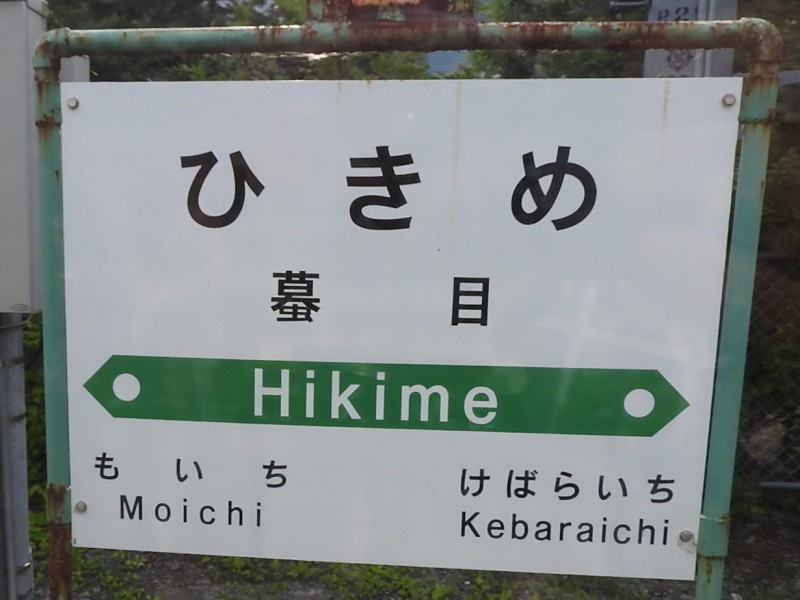 ひきめ
蟇目
Hikime
もいち けばらいち
Moichi Kebaraichi